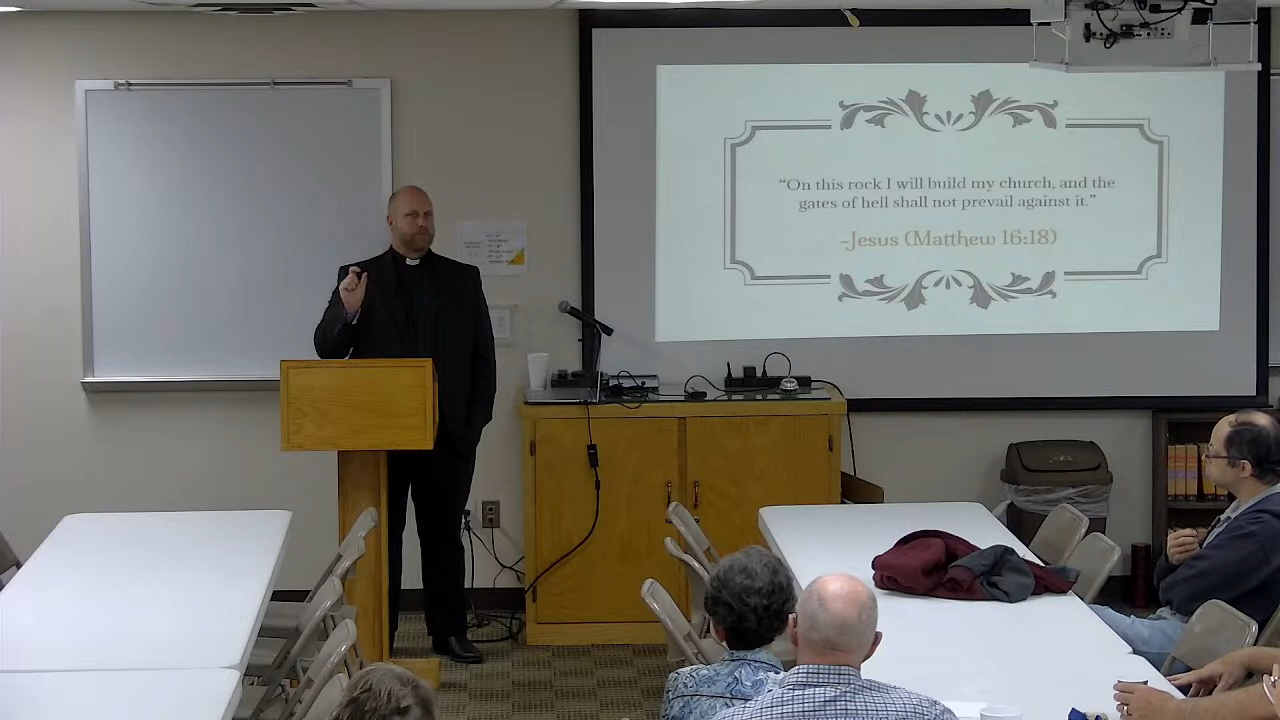 “On this rock I will build my church, and the
gates of hell shall not prevail against it.”
–Jesus (Matthew 16:18)